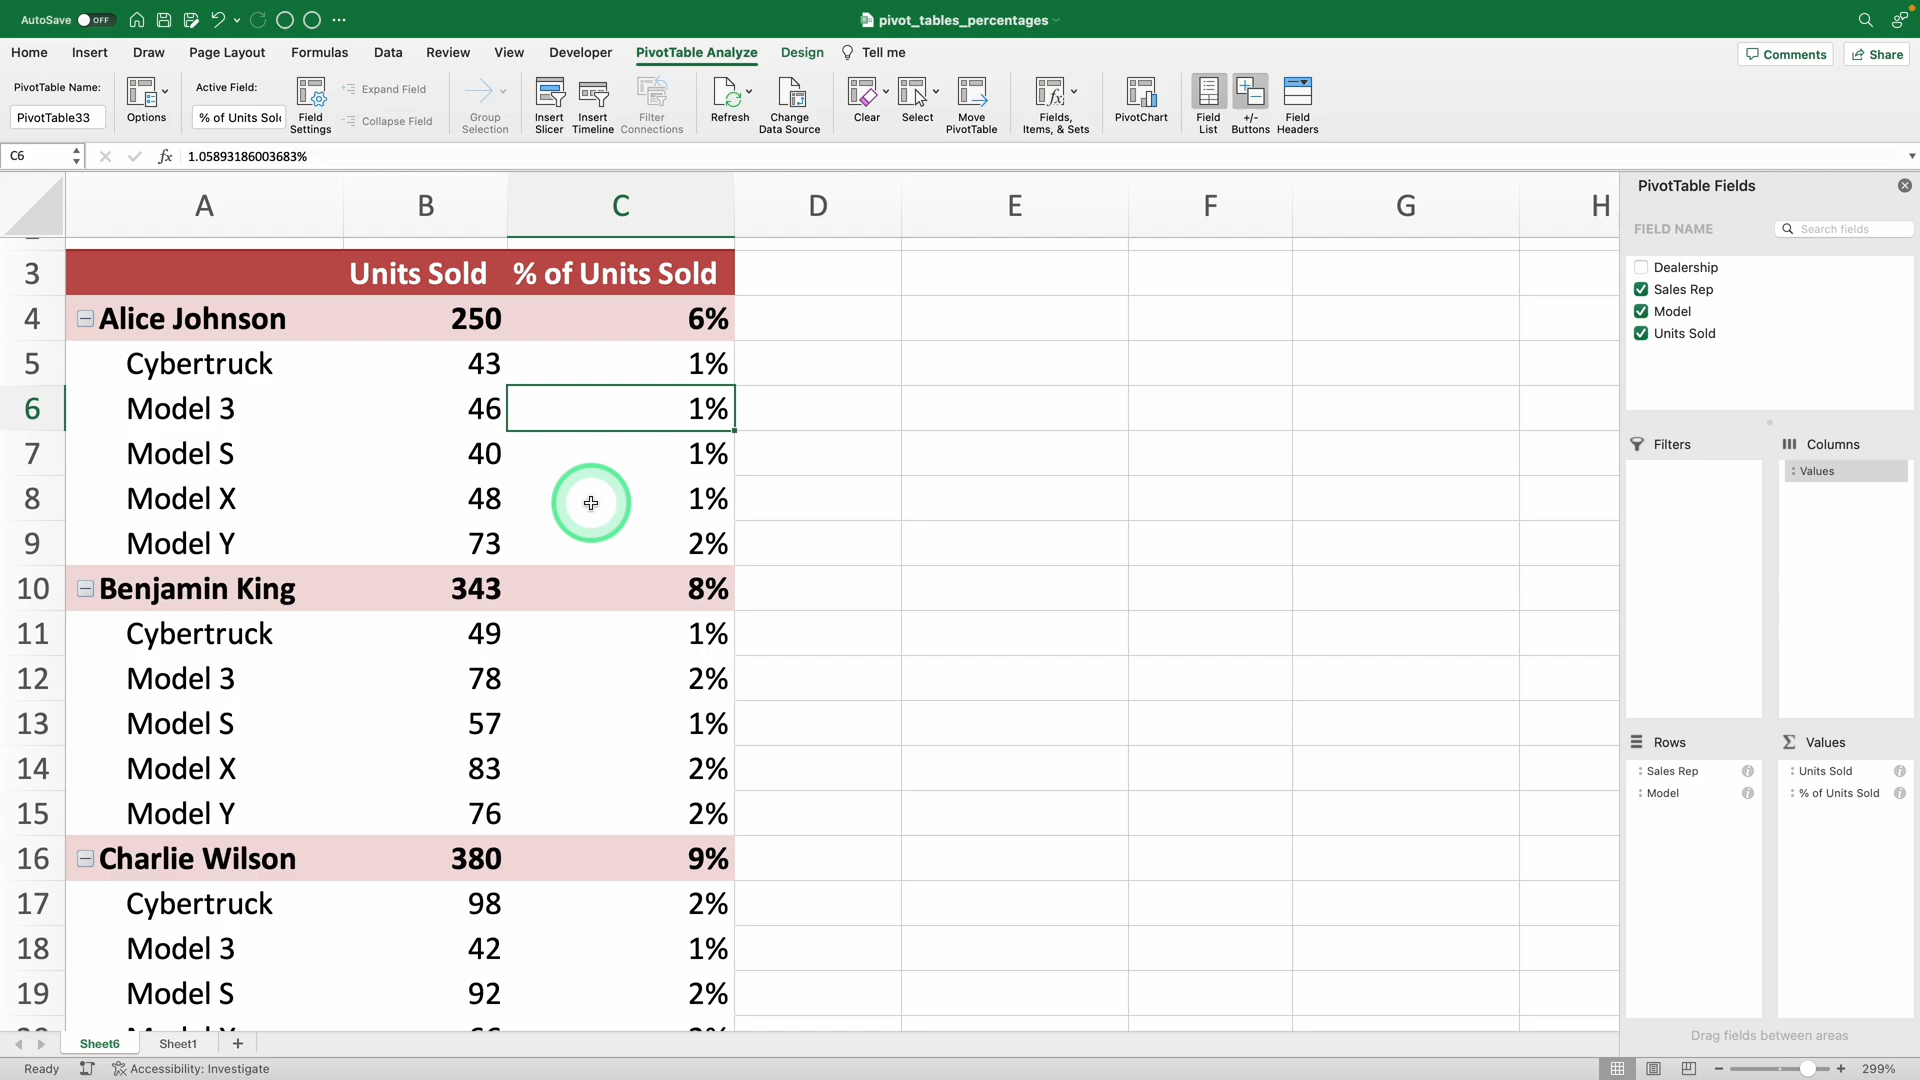 AutoSave OFF
pivot_tables_percentages
Home Insert Draw Page Layout Formulas Data Review View Developer PivotTable Analyze Design Tell me
Comments Share
PivotTable Name:
PivotTable33
Options
Active Field:
% of Units Sol
Field Settings
Expand Field
Collapse Field
Group Selection
Insert Slicer
Insert Timeline
Filter Connections
Refresh
Change Data Source
Clear
Select
Move PivotTable
Fields, Items, & Sets
PivotChart
Field List
+/- Buttons
Field Headers
C6 fx 1.05893186003683%
A B C D E F G H
3 Units Sold % of Units Sold
4 Alice Johnson 250 6%
5 Cybertruck 43 1%
6 Model 3 46 1%
7 Model S 40 1%
8 Model X 48 1%
9 Model Y 73 2%
10 Benjamin King 343 8%
11 Cybertruck 49 1%
12 Model 3 78 2%
13 Model S 57 1%
14 Model X 83 2%
15 Model Y 76 2%
16 Charlie Wilson 380 9%
17 Cybertruck 98 2%
18 Model 3 42 1%
19 Model S 92 2%
PivotTable Fields
FIELD NAME Search fields
Dealership
Sales Rep
Model
Units Sold
Filters Columns
Values
Rows Values
Sales Rep Units Sold
Model % of Units Sold
Drag fields between areas
Sheet6 Sheet1 +
Ready Accessibility: Investigate 299%